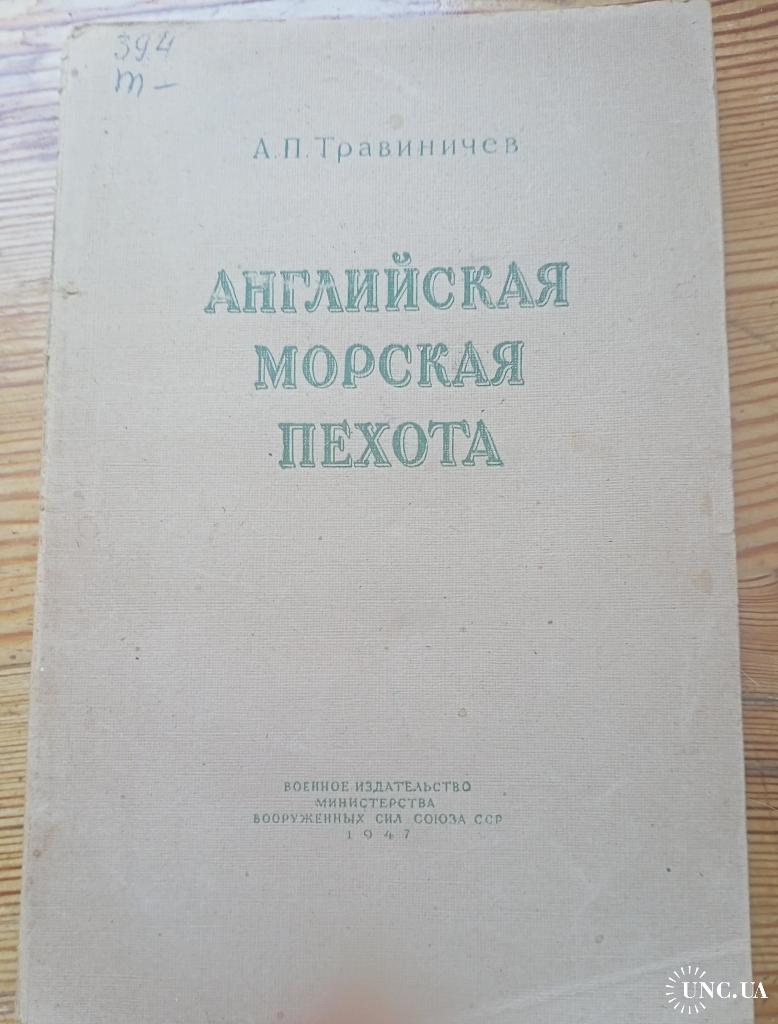 394
т —
А. П. Травиничев
АНГЛИЙСКАЯ
МОРСКАЯ
ПЕХОТА
ВОЕННОЕ ИЗДАТЕЛЬСТВО
МИНИСТЕРСТВА
ВООРУЖЕННЫХ СИЛ СОЮЗА ССР
1947
UNC.UA